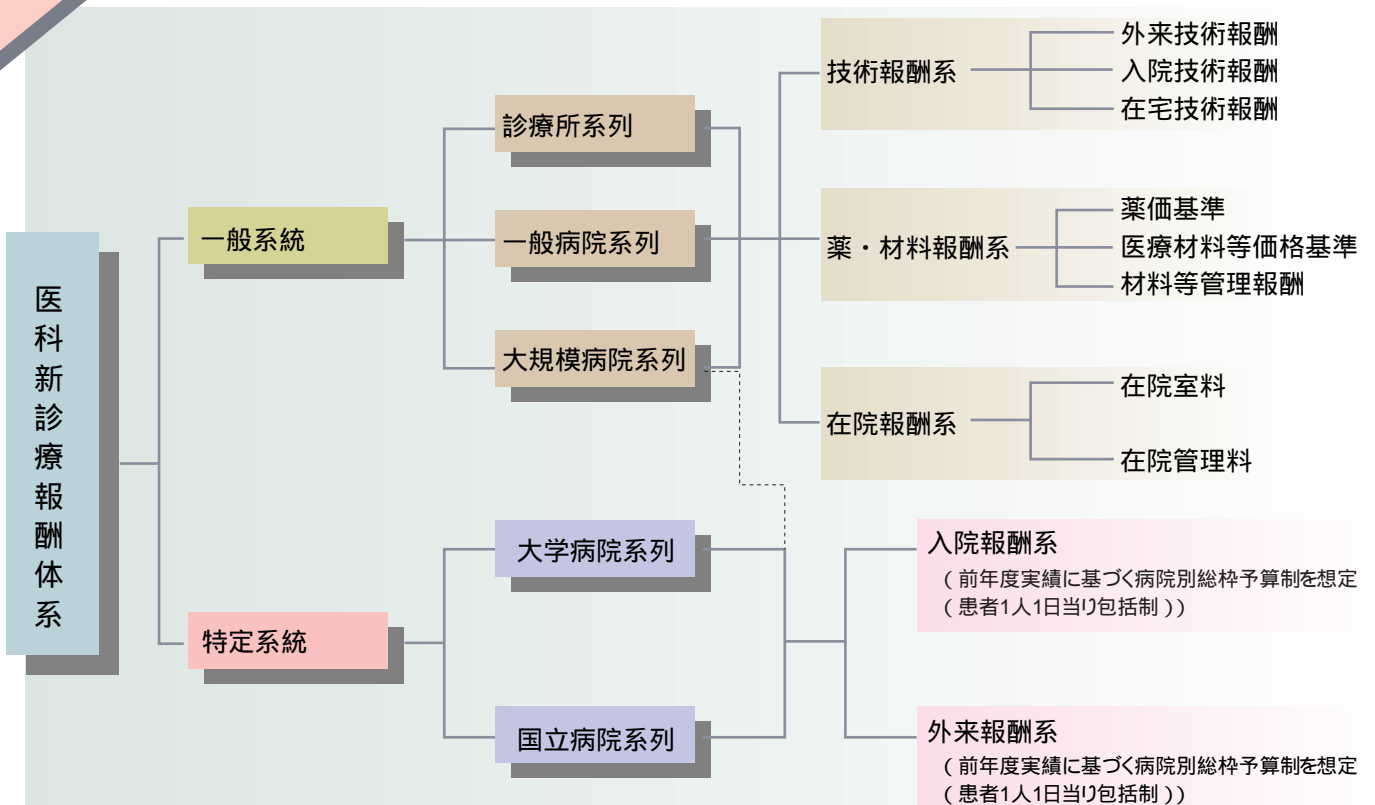 医科新診療報酬体系
一般系統
特定系統
診療所系列
一般病院系列
大規模病院系列
大学病院系列
国立病院系列
技術報酬系
外来技術報酬
入院技術報酬
在宅技術報酬
薬・材料報酬系
薬価基準
医療材料等価格基準
材料等管理報酬
在院報酬系
在院室料
在院管理料
入院報酬系
(前年度実績に基づく病院別総枠予算制を想定
(患者1人1日当り包括制))
外来報酬系
(前年度実績に基づく病院別総枠予算制を想定
(患者1人1日当り包括制))